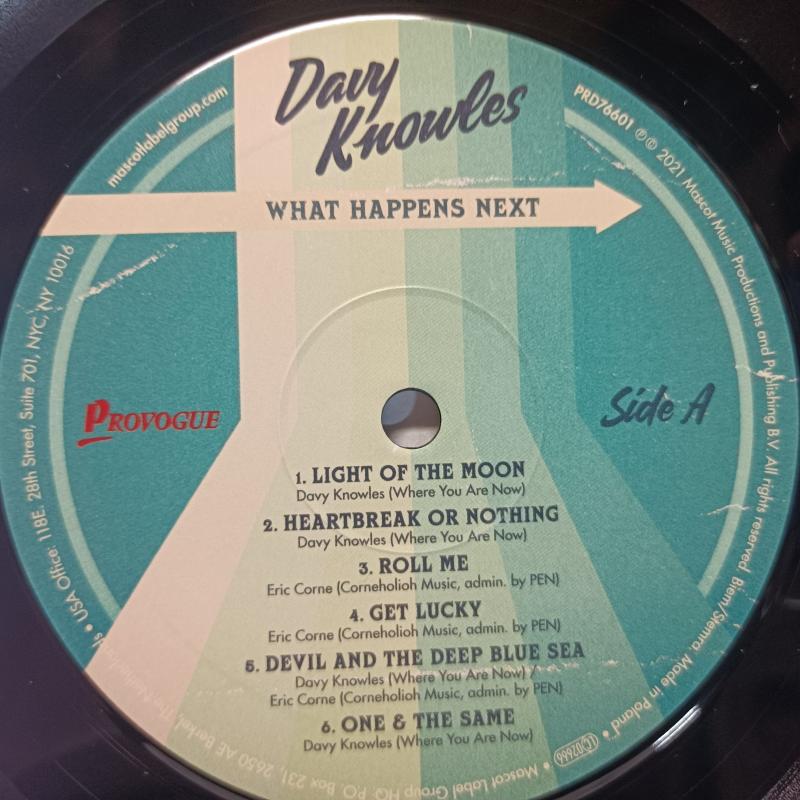 Davy
Knowles
WHAT HAPPENS NEXT
PROVOGUE
Side A
1. LIGHT OF THE MOON
Davy Knowles (Where You Are Now)
2. HEARTBREAK OR NOTHING
Davy Knowles (Where You Are Now)
3. ROLL ME
Eric Corne (Corneholioh Music, admin. by PEN)
4. GET LUCKY
Eric Corne (Corneholioh Music, admin. by PEN)
5. DEVIL AND THE DEEP BLUE SEA
Davy Knowles (Where You Are Now) /
Eric Corne (Corneholioh Music, admin. by PEN)
6. ONE & THE SAME
Davy Knowles (Where You Are Now)
mascotlabelgroup.com
PRD76601 ℗ © 2021 Mascot Music Productions and Publishing B.V. All rights reserved. Biem/Stemra Made in Poland •
LC02666 • Mascot Label Group HQ: P.O. Box 231, 2650 AE Berkel, The Netherlands • USA Office: 118E. 28th Street, Suite 701, NYC, NY 10016